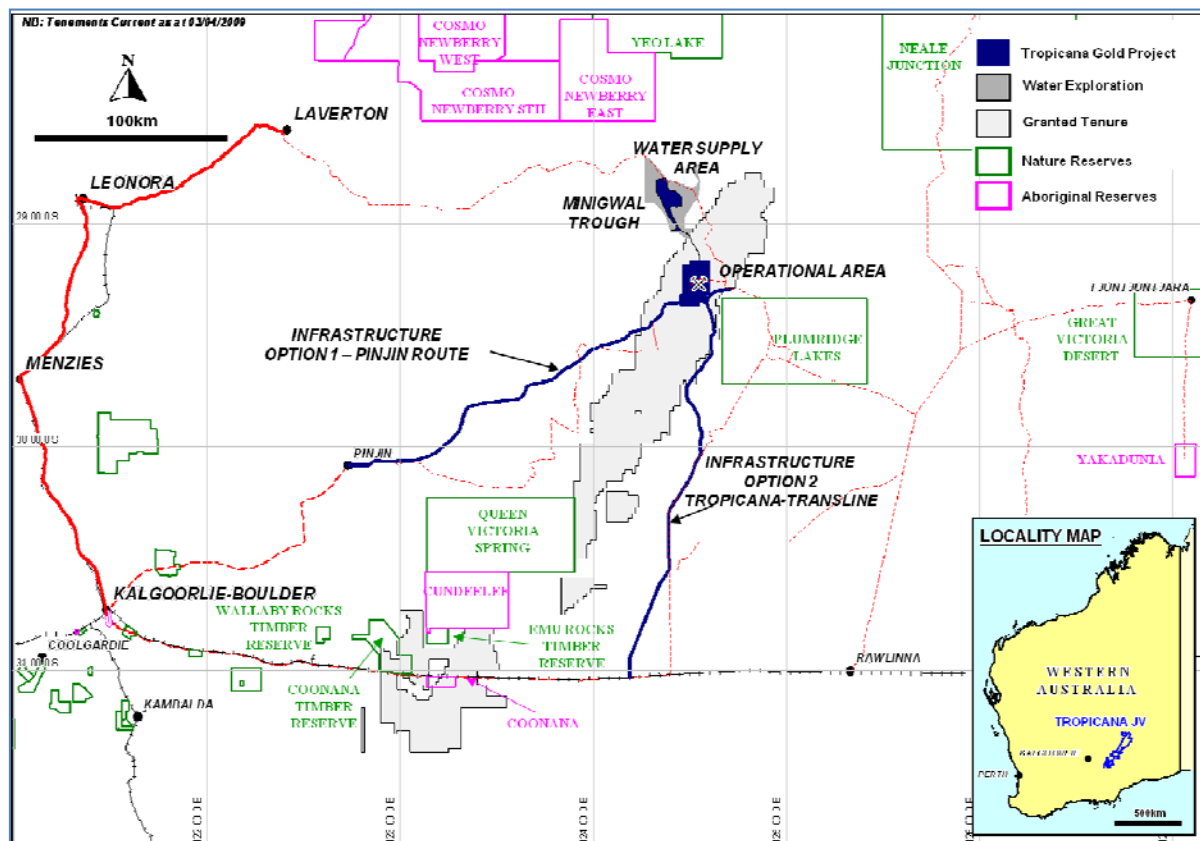 NB: Tenements Current as at 03/04/2009
N
100km
COSMO
NEWBERRY
WEST
YEO LAKE
COSMO
NEWBERRY STH
COSMO
NEWBERRY
EAST
NEALE
JUNCTION
Tropicana Gold Project
Water Exploration
Granted Tenure
Nature Reserves
Aboriginal Reserves
LAVERTON
LEONORA
WATER SUPPLY
AREA
MINIGWAL
TROUGH
OPERATIONAL AREA
INFRASTRUCTURE
OPTION 1 – PINJIN ROUTE
PLUMRIDGE
LAKES
TJUNTJUNTJARA
GREAT
VICTORIA
DESERT
MENZIES
PINJIN
INFRASTRUCTURE
OPTION 2
TROPICANA-TRANSLINE
YAKADUNIA
QUEEN
VICTORIA
SPRING
CUNDEELEE
KALGOORLIE-BOULDER
WALLABY ROCKS
TIMBER
RESERVE
EMU ROCKS
TIMBER
RESERVE
COOLGARDIE
RAWLINNA
COONANA
TIMBER
RESERVE
COONANA
KAMBALDA
LOCALITY MAP
WESTERN
AUSTRALIA
TROPICANA JV
PERTH
500km